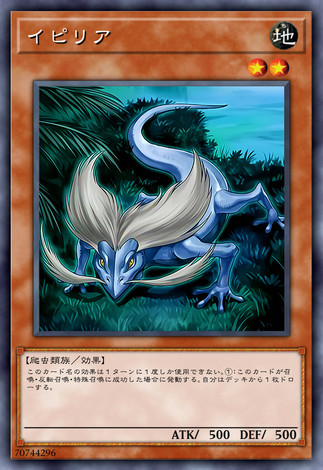 イピリア
地
【爬虫類族／効果】
このカード名の効果は１ターンに１度しか使用できない。①：このカードが召
喚・反転召喚・特殊召喚に成功した場合に発動する。自分はデッキから１枚ドロ
ーする。
ATK/ 500 DEF/ 500
70744296